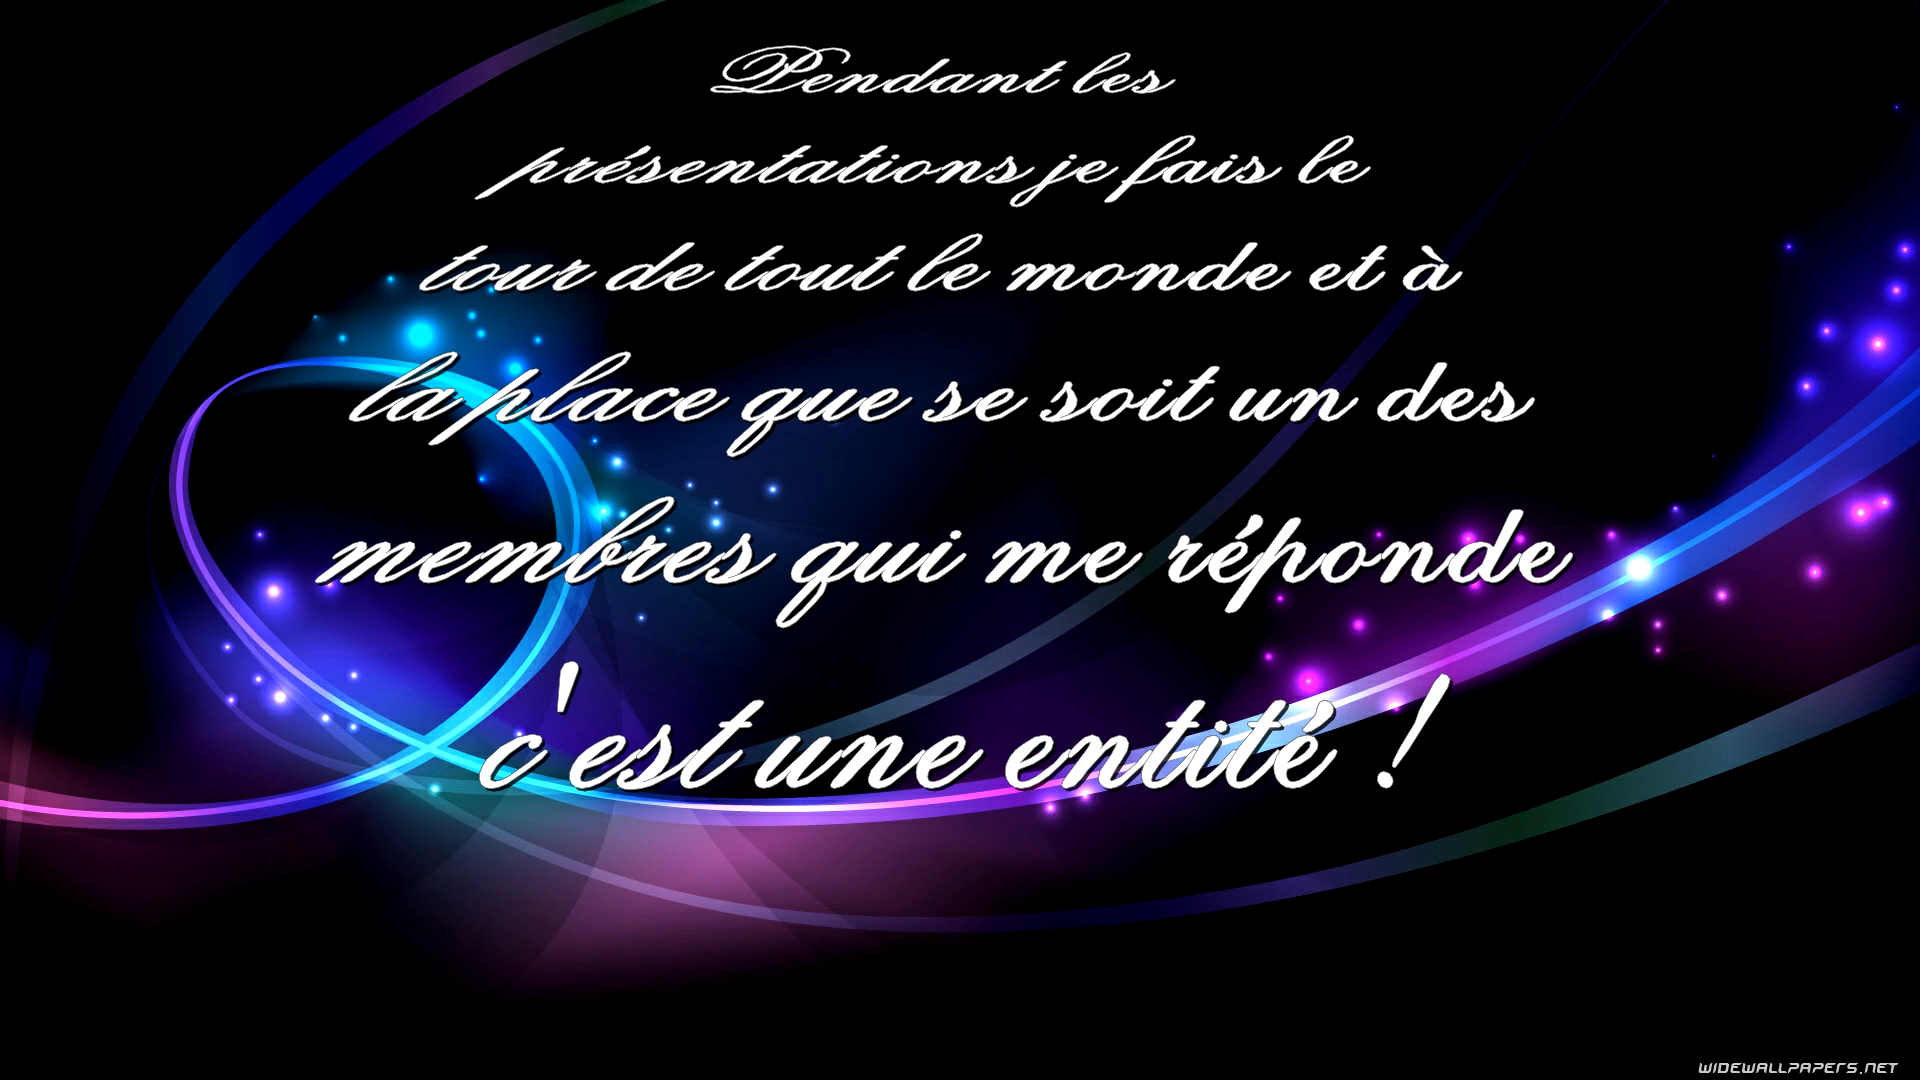 Pendant les
présentations je fais le
tour de tout le monde et à
la place que se soit un des
membres qui me réponde
c'est une entité !
WIDEWALLPAPERS.NET